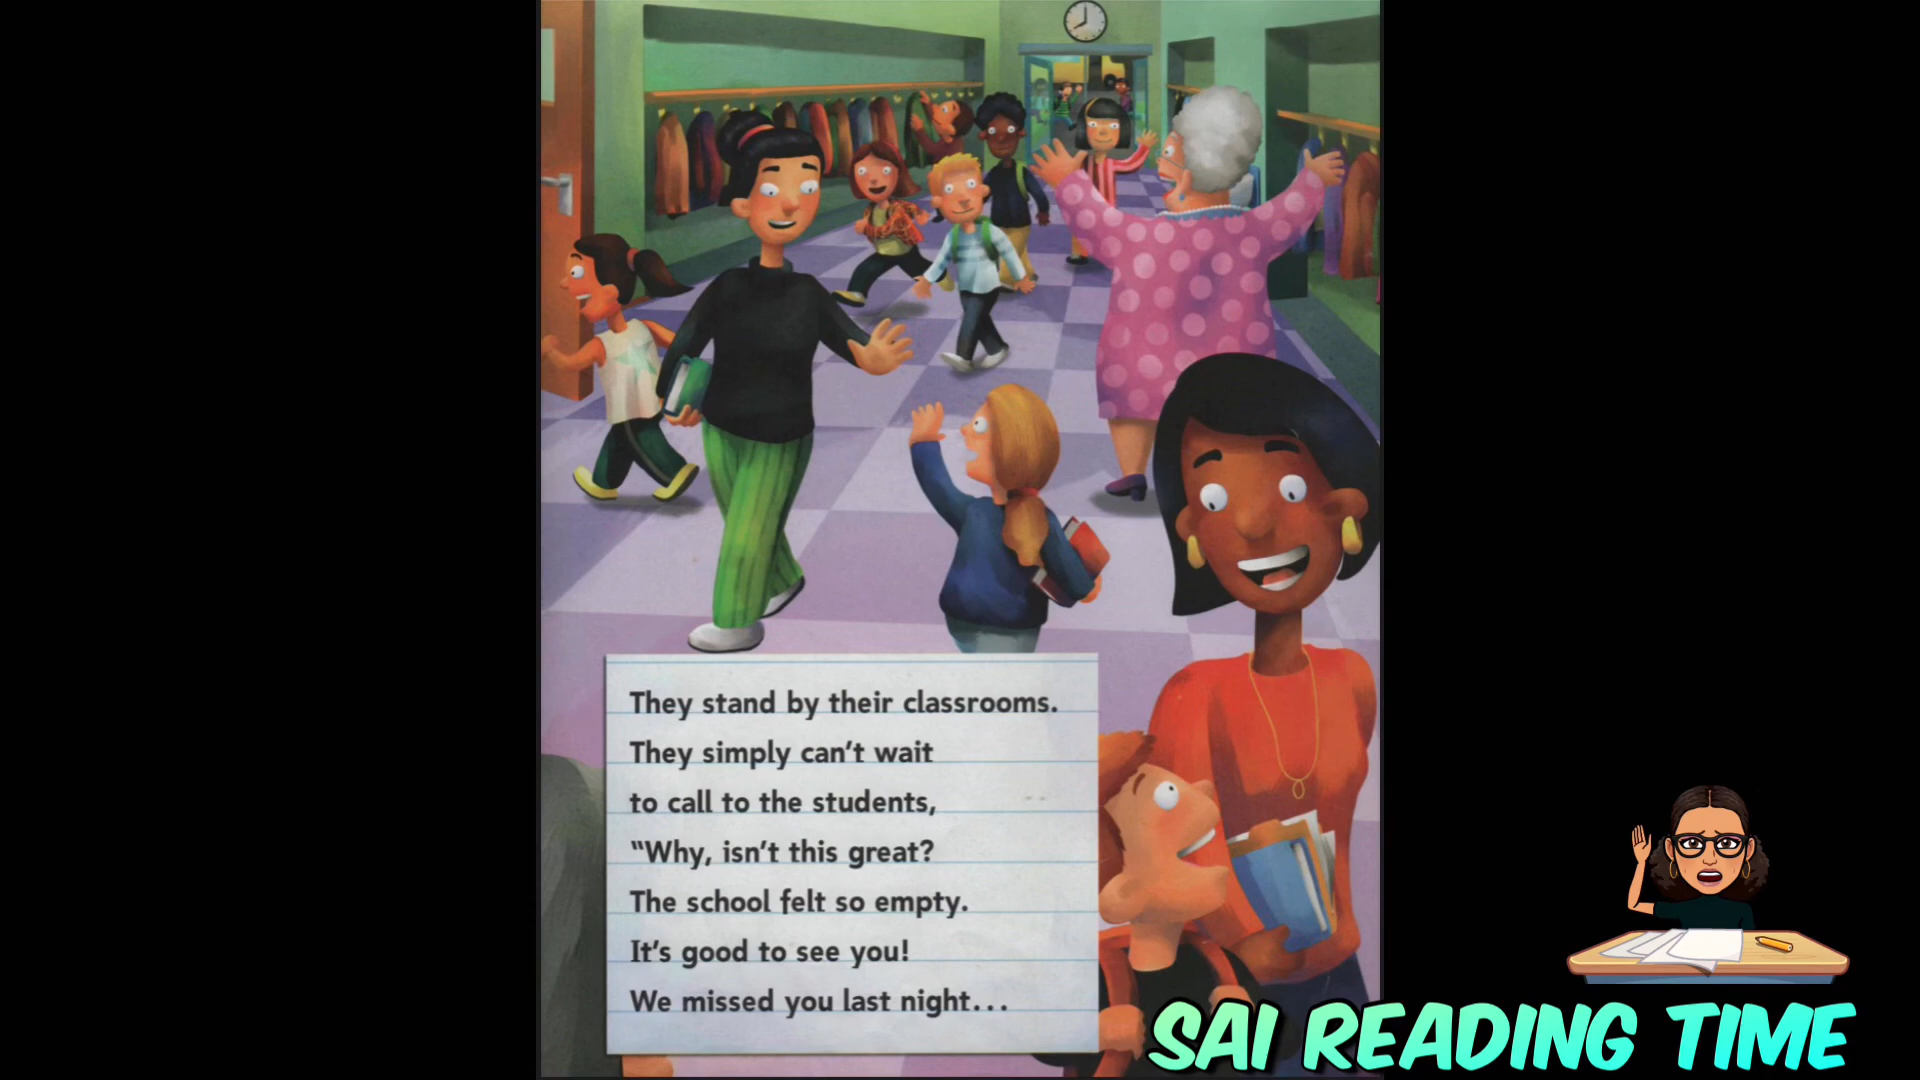 They stand by their classrooms.
They simply can't wait
to call to the students,
“Why, isn't this great?
The school felt so empty.
It's good to see you!
We missed you last night...
SAI READING TIME